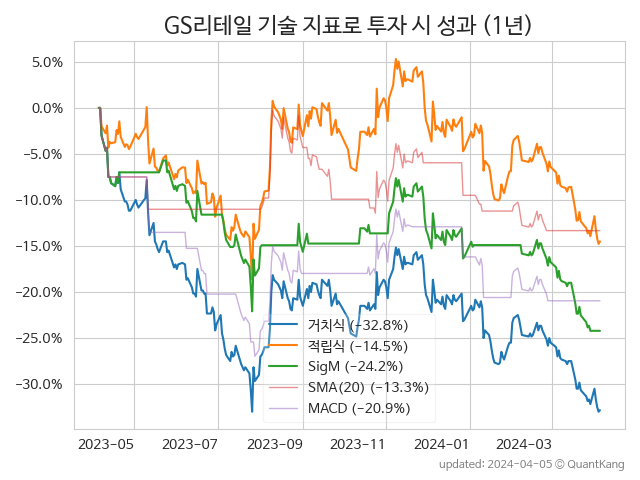 GS리테일 기술 지표로 투자 시 성과 (1년)
5.0%
0.0%
−5.0%
−10.0%
−15.0%
−20.0%
−25.0%
−30.0%
거치식 (−32.8%)
적립식 (−14.5%)
SigM (−24.2%)
SMA(20) (−13.3%)
MACD (−20.9%)
2023-05 2023-07 2023-09 2023-11 2024-01 2024-03
updated: 2024-04-05 © QuantKang